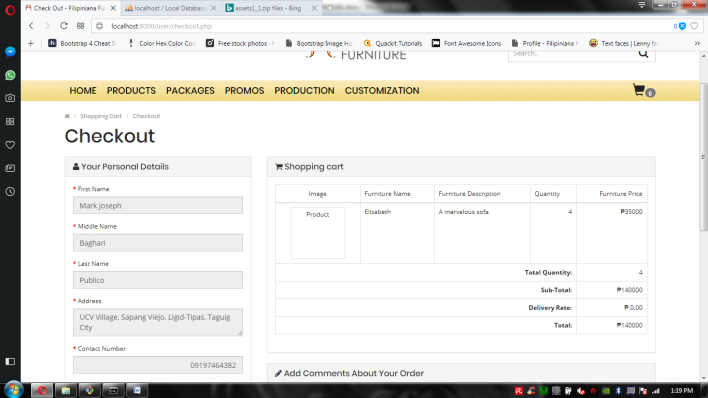 Check Out - Filipiniana Fu
localhost / Local Databas
assets1_1.zip files - Bing
localhost:8000/user/checkout.php
0
Bootstrap 4 Cheat S
Color Hex Color Cod
Free stock photos -
Bootstrap Image Ho
Quackit Tutorials
Font Awesome Icons
Profile - Filipiniana F
Text faces | Lenny fa
FURNITURE
Search..
HOME PRODUCTS PACKAGES PROMOS PRODUCTION CUSTOMIZATION
0
/ Shopping Cart / Checkout
Checkout
Your Personal Details
* First Name
Mark Joseph
* Middle Name
Baghari
* Last Name
Publico
* Address
UCV Village, Sapang Viejo, Ligid-Tipas, Taguig
City
* Contact Number
09197464382
Shopping cart
Image Furniture Name Furniture Description Quantity Furniture Price
Product Elizabeth A marvelous sofa 4 ₱35000
Total Quantity: 4
Sub-Total: ₱140000
Delivery Rate: ₱ 0.00
Total: ₱140000
Add Comments About Your Order
1:19 PM